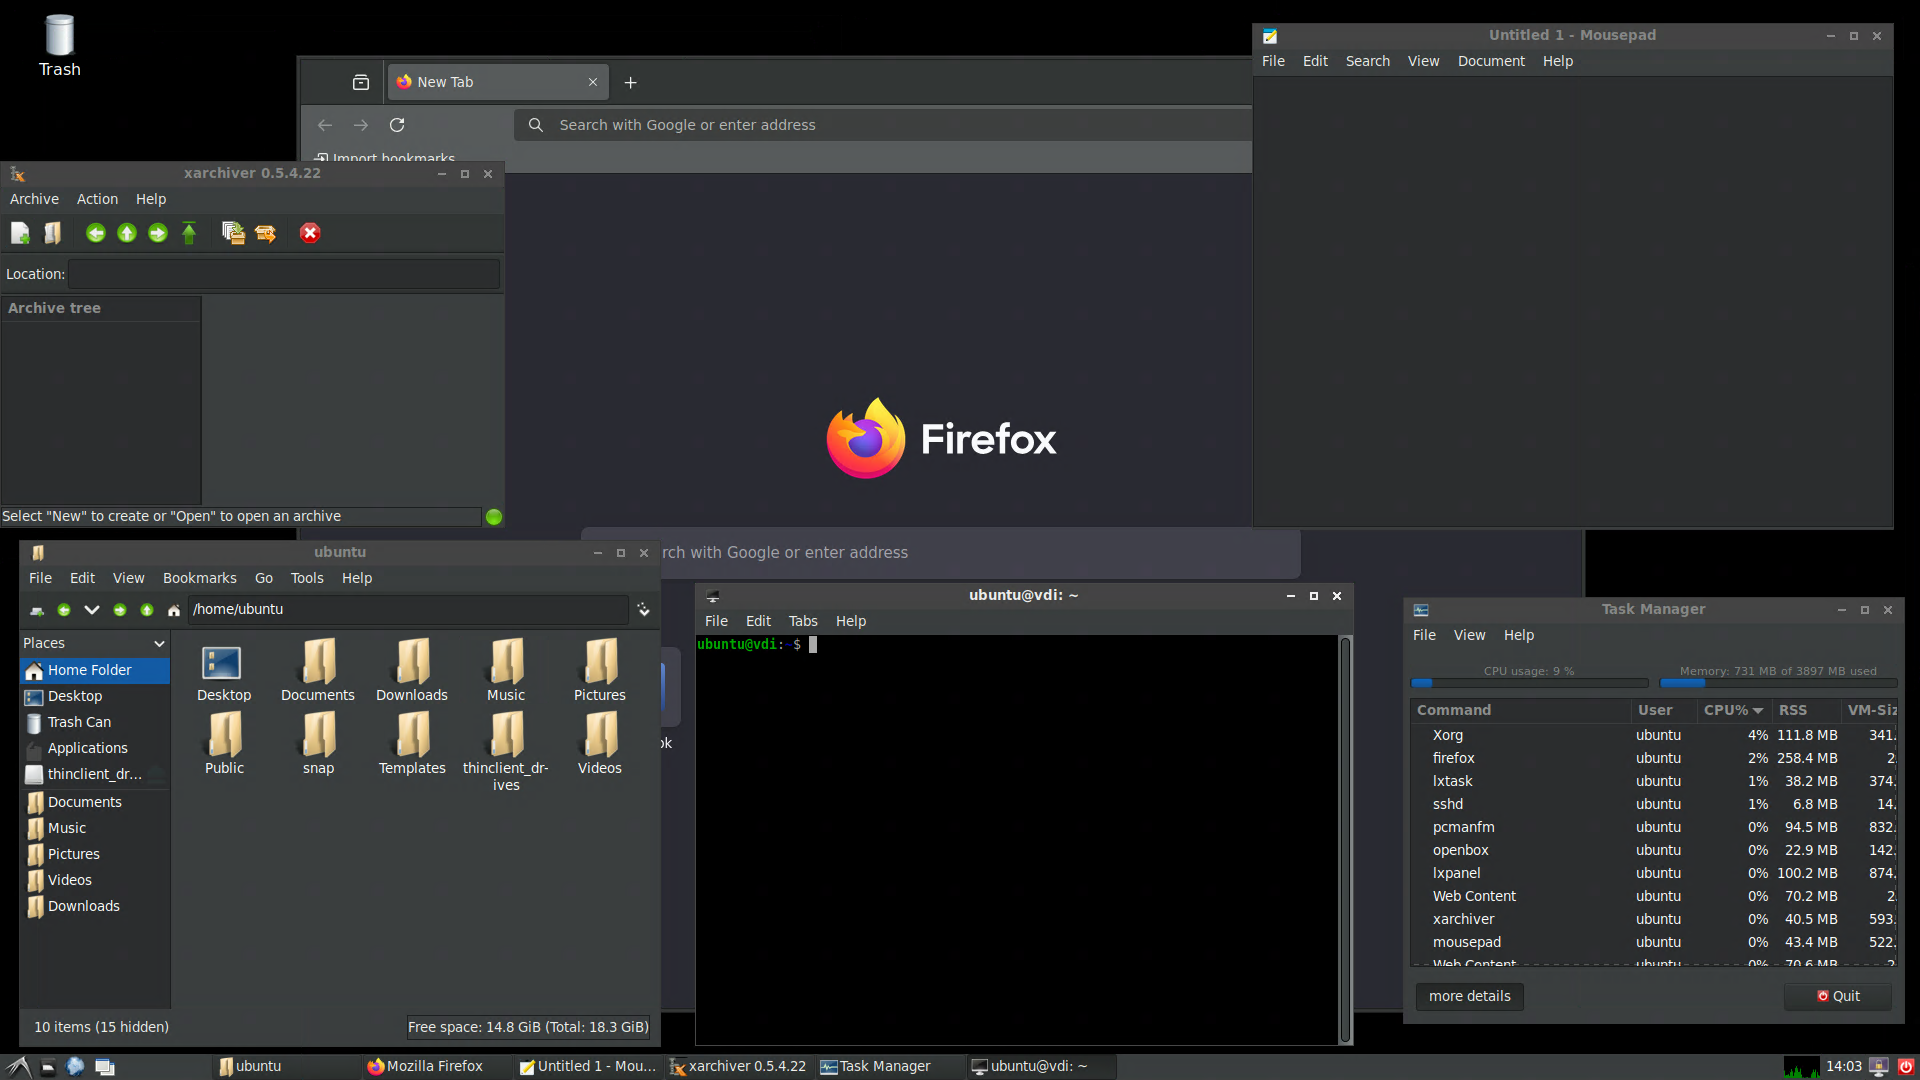 Trash
New Tab
Search with Google or enter address
Import bookmarks
Untitled 1 - Mousepad
File Edit Search View Document Help
xarchiver 0.5.4.22
Archive Action Help
Location:
Archive tree
Select "New" to create or "Open" to open an archive
Firefox
rch with Google or enter address
ok
ubuntu
File Edit View Bookmarks Go Tools Help
/home/ubuntu
Places
Home Folder
Desktop
Trash Can
Applications
thinclient_dr...
Documents
Music
Pictures
Videos
Downloads
Desktop Documents Downloads Music Pictures
Public snap Templates thinclient_dr-
ives Videos
10 items (15 hidden)
Free space: 14.8 GiB (Total: 18.3 GiB)
ubuntu@vdi: ~
File Edit Tabs Help
ubuntu@vdi:~$
Task Manager
File View Help
CPU usage: 9 % Memory: 731 MB of 3897 MB used
Command User CPU% RSS VM-Siz
Xorg ubuntu 4% 111.8 MB 341.
firefox ubuntu 2% 258.4 MB 2.
lxtask ubuntu 1% 38.2 MB 374.
sshd ubuntu 1% 6.8 MB 14.
pcmanfm ubuntu 0% 94.5 MB 832.
openbox ubuntu 0% 22.9 MB 142.
lxpanel ubuntu 0% 100.2 MB 874.
Web Content ubuntu 0% 70.2 MB 2.
xarchiver ubuntu 0% 40.5 MB 593.
mousepad ubuntu 0% 43.4 MB 522.
Web Content ubuntu 0% 70.6 MB 2.
more details Quit
ubuntu Mozilla Firefox Untitled 1 - Mou... xarchiver 0.5.4.22 Task Manager ubuntu@vdi: ~ 14:03